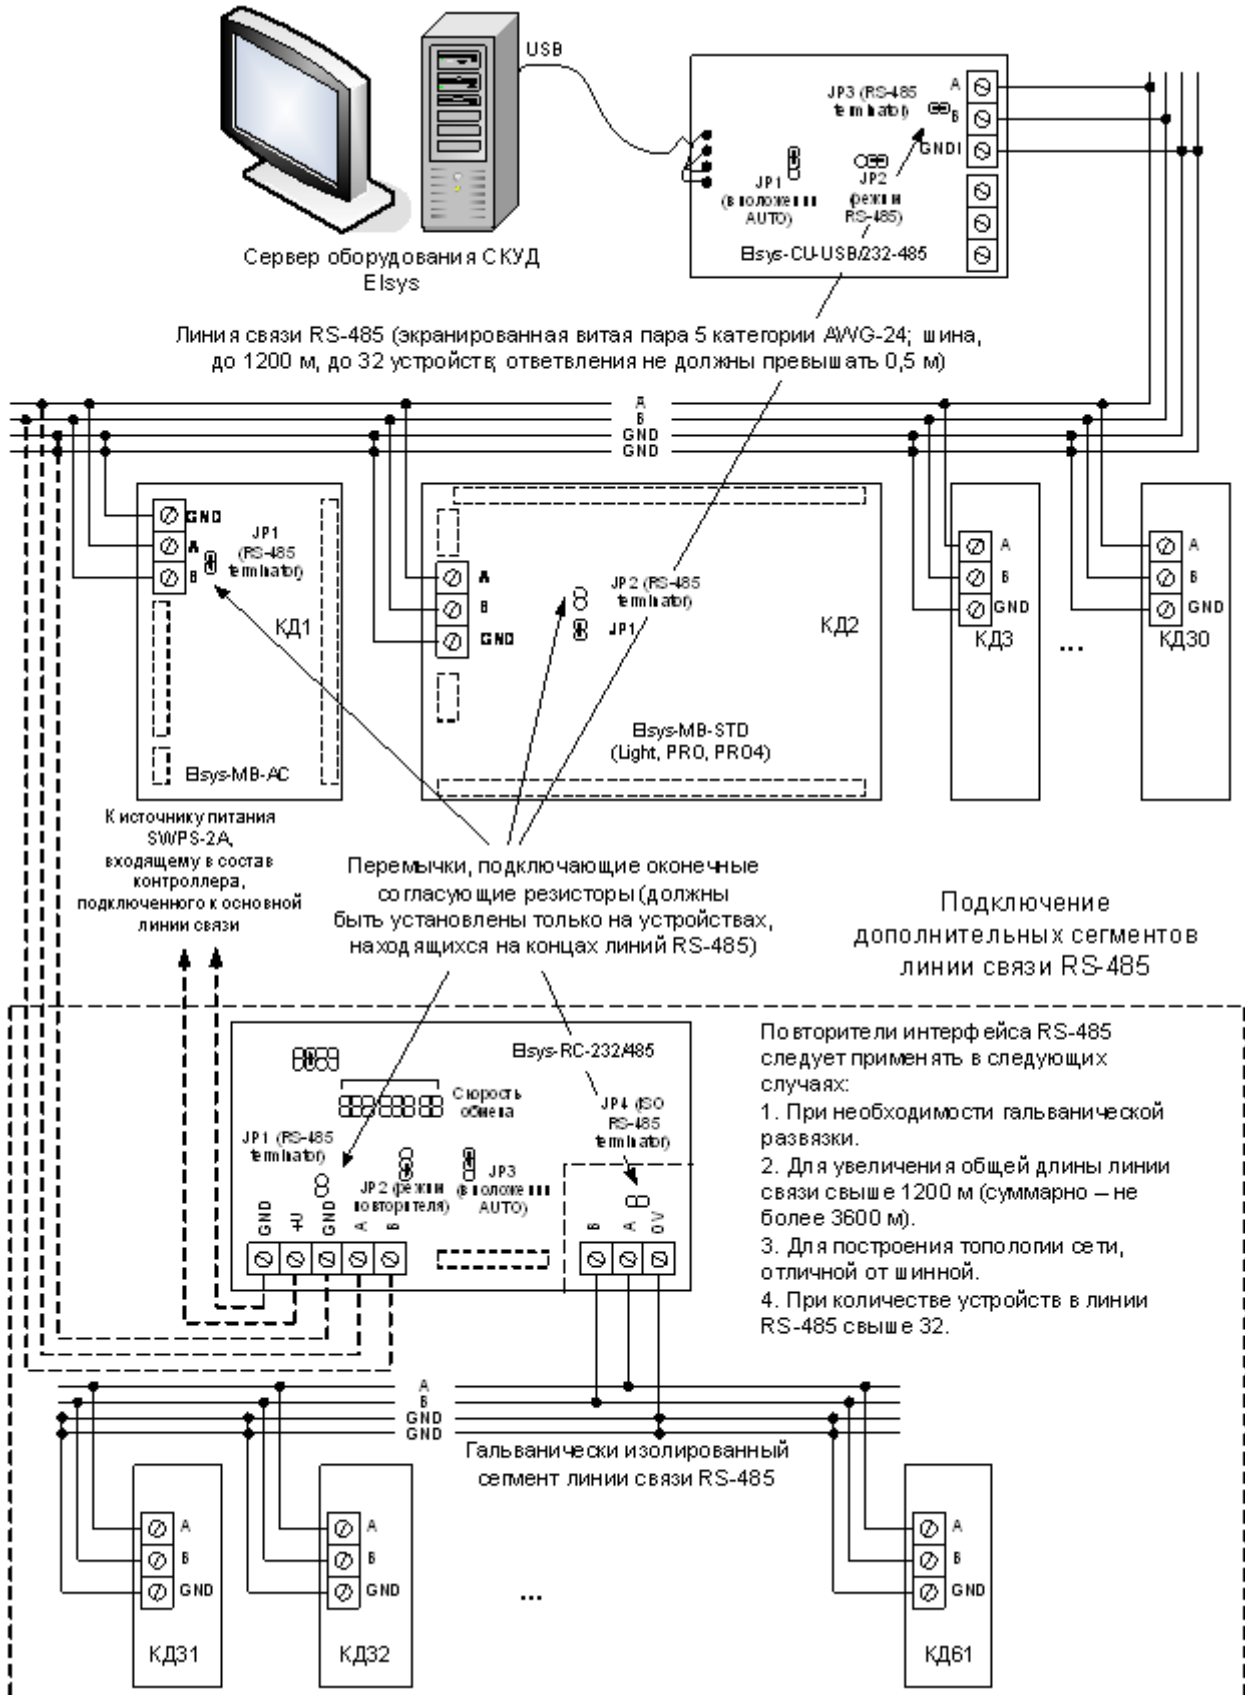 USB
JP3 (RS-485
terminator)
A
B
GNDI
JP1
(в положении
AUTO)
JP2
(режим
RS-485)
Elsys-CU-USB/232-485
Сервер оборудования СКУД
Elsys
Линия связи RS-485 (экранированная витая пара 5 категории AWG-24; шина,
до 1200 м, до 32 устройств; ответвления не должны превышать 0,5 м)
A
B
GND
GND
GND
A
B
JP1
(RS-485
terminator)
КД1
Elsys-MB-AC
A
B
GND
JP2 (RS-485
terminator)
JP1
КД2
Elsys-MB-STD
(Light, PRO, PRO4)
A
B
GND
КД3
...
A
B
GND
КД30
К источнику питания
SWPS-2A,
входящему в состав
контроллера,
подключенного к основной
линии связи
Перемычки, подключающие оконечные
согласующие резисторы (должны
быть установлены только на устройствах,
находящихся на концах линий RS-485)
Подключение
дополнительных сегментов
линии связи RS-485
Elsys-RC-232/485
Скорость
обмена
JP1 (RS-485
terminator)
JP2 (режим
повторителя)
JP3
(в положении
AUTO)
JP4 (ISO
RS-485
terminator)
GND
+U
GND
A
B
B
A
0V
Повторители интерфейса RS-485
следует применять в следующих
случаях:
1. При необходимости гальванической
развязки.
2. Для увеличения общей длины линии
связи свыше 1200 м (суммарно – не
более 3600 м).
3. Для построения топологии сети,
отличной от шинной.
4. При количестве устройств в линии
RS-485 свыше 32.
A
B
GND
GND
Гальванически изолированный
сегмент линии связи RS-485
A
B
GND
КД31
A
B
GND
КД32
...
A
B
GND
КД61